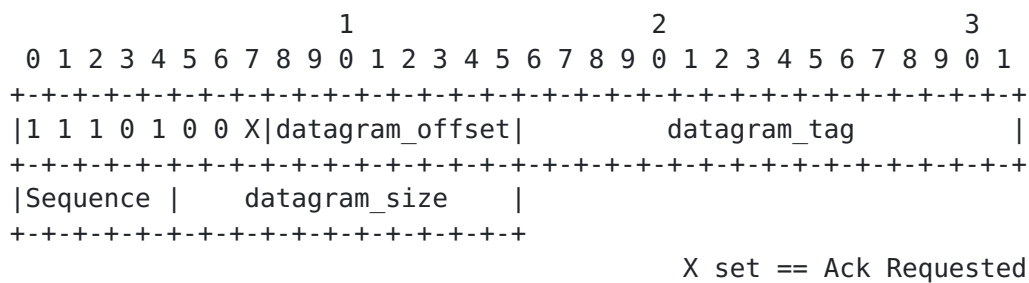 1                   2                   3
 0 1 2 3 4 5 6 7 8 9 0 1 2 3 4 5 6 7 8 9 0 1 2 3 4 5 6 7 8 9 0 1
+-+-+-+-+-+-+-+-+-+-+-+-+-+-+-+-+-+-+-+-+-+-+-+-+-+-+-+-+-+-+-+-+
|1 1 1 0 1 0 0 X|datagram_offset|         datagram_tag          |
+-+-+-+-+-+-+-+-+-+-+-+-+-+-+-+-+-+-+-+-+-+-+-+-+-+-+-+-+-+-+-+-+
|Sequence |    datagram_size    |
+-+-+-+-+-+-+-+-+-+-+-+-+-+-+-+-+
                                           X set == Ack Requested